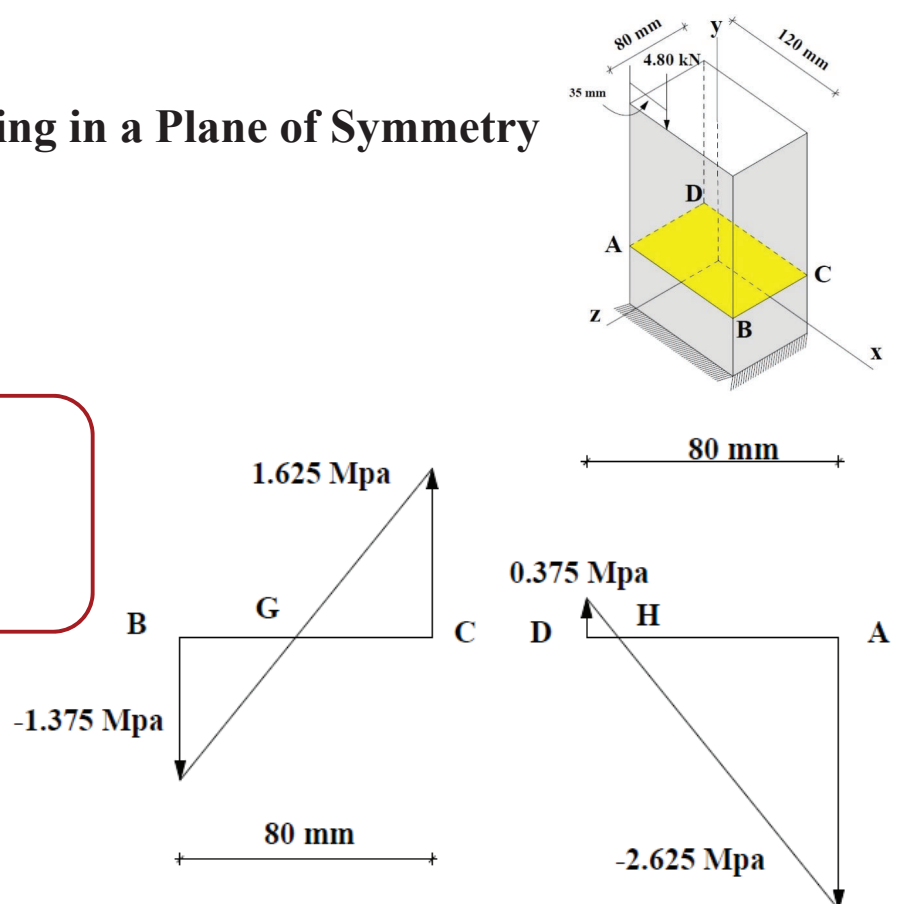 ing in a Plane of Symmetry
80 mm
y
120 mm
4.80 kN
35 mm
D
A
C
z
B
x
80 mm
1.625 Mpa
0.375 Mpa
B
G
C
D
H
A
-1.375 Mpa
80 mm
-2.625 Mpa